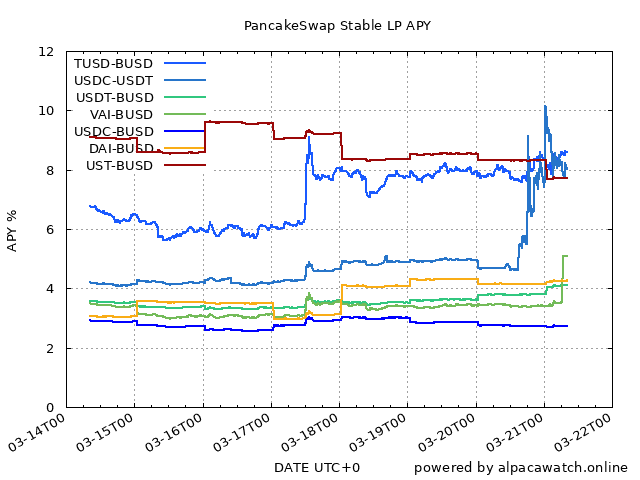 PancakeSwap Stable LP APY
12
10
8
6
4
2
0
APY %
TUSD-BUSD
USDC-USDT
USDT-BUSD
VAI-BUSD
USDC-BUSD
DAI-BUSD
UST-BUSD
03-14T00
03-15T00
03-16T00
03-17T00
03-18T00
03-19T00
03-20T00
03-21T00
03-22T00
DATE UTC+0
powered by alpacawatch.online